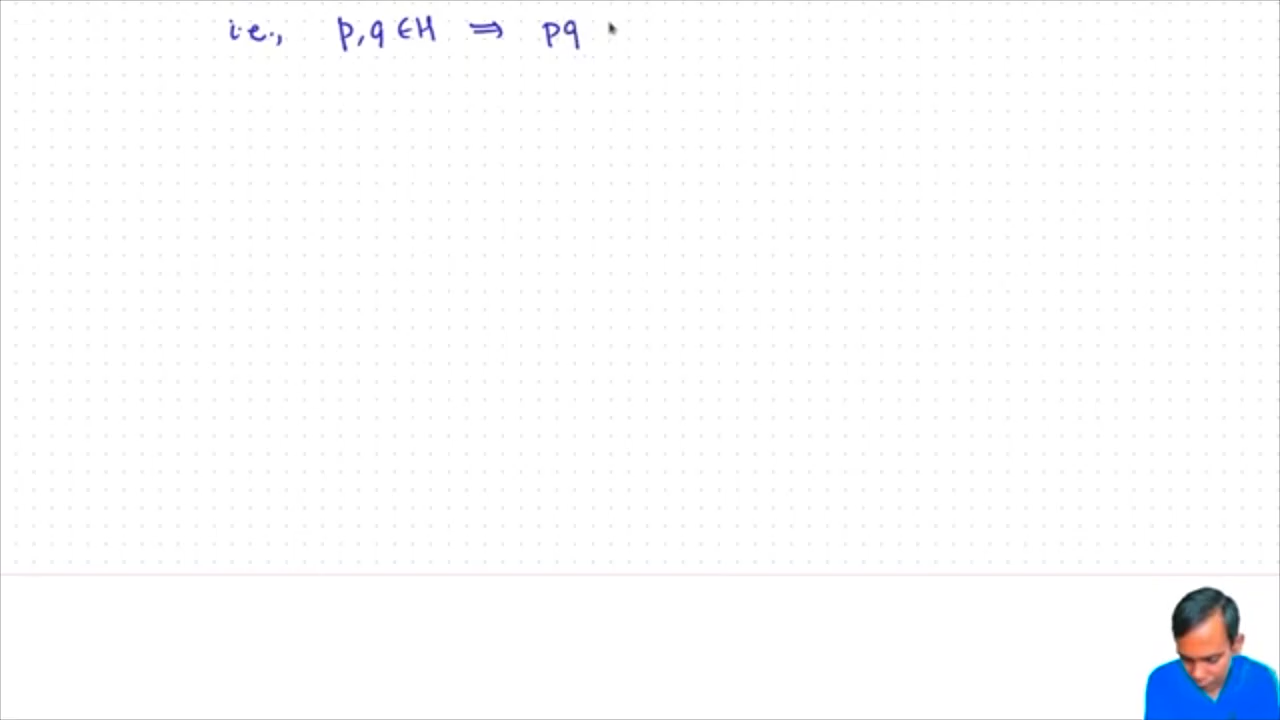 i.e., p,q ∈ H ⇒ pq